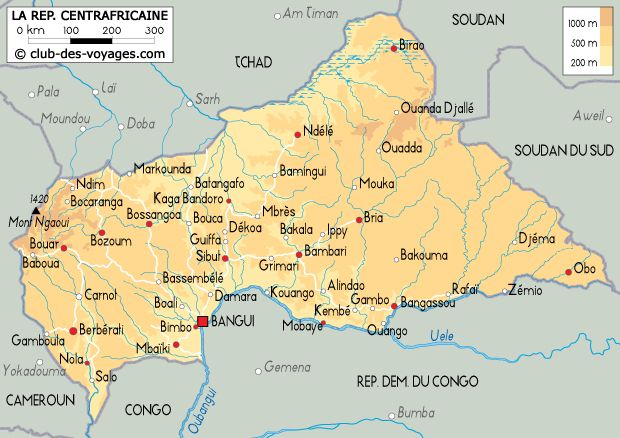 LA REP. CENTRAFRICAINE
0 km 100 200 300
© club-des-voyages.com
Am Timan
SOUDAN
1000 m
500 m
200 m
Birao
TCHAD
Pala
Laï
Sarh
Moundou
Doba
Ouanda Djallé
Aweil
Ndélé
Ouadda
SOUDAN DU SUD
Markounda
Bamingui
Ndim
Batangafo
Mouka
1420
Bocaranga
Kaga Bandoro
Mont Ngaoui
Bossangoa
Bouca
Mbrès
Bria
Bouar
Bozoum
Dékoa
Bakala
Ippy
Guiffa
Djéma
Baboua
Sibut
Bambari
Bakouma
Grimari
Obo
Bassembélé
Carnot
Damara
Kouango
Alindao
Rafaï
Zémio
Boali
Gambo
Bangassou
Kembé
Bimbo
BANGUI
Mobaye
Ouango
Gamboula
Berbérati
Mbaïki
Uele
Nola
Yokadouma
Salo
Gemena
REP. DEM. DU CONGO
CAMEROUN
CONGO
Oubangui
Bumba